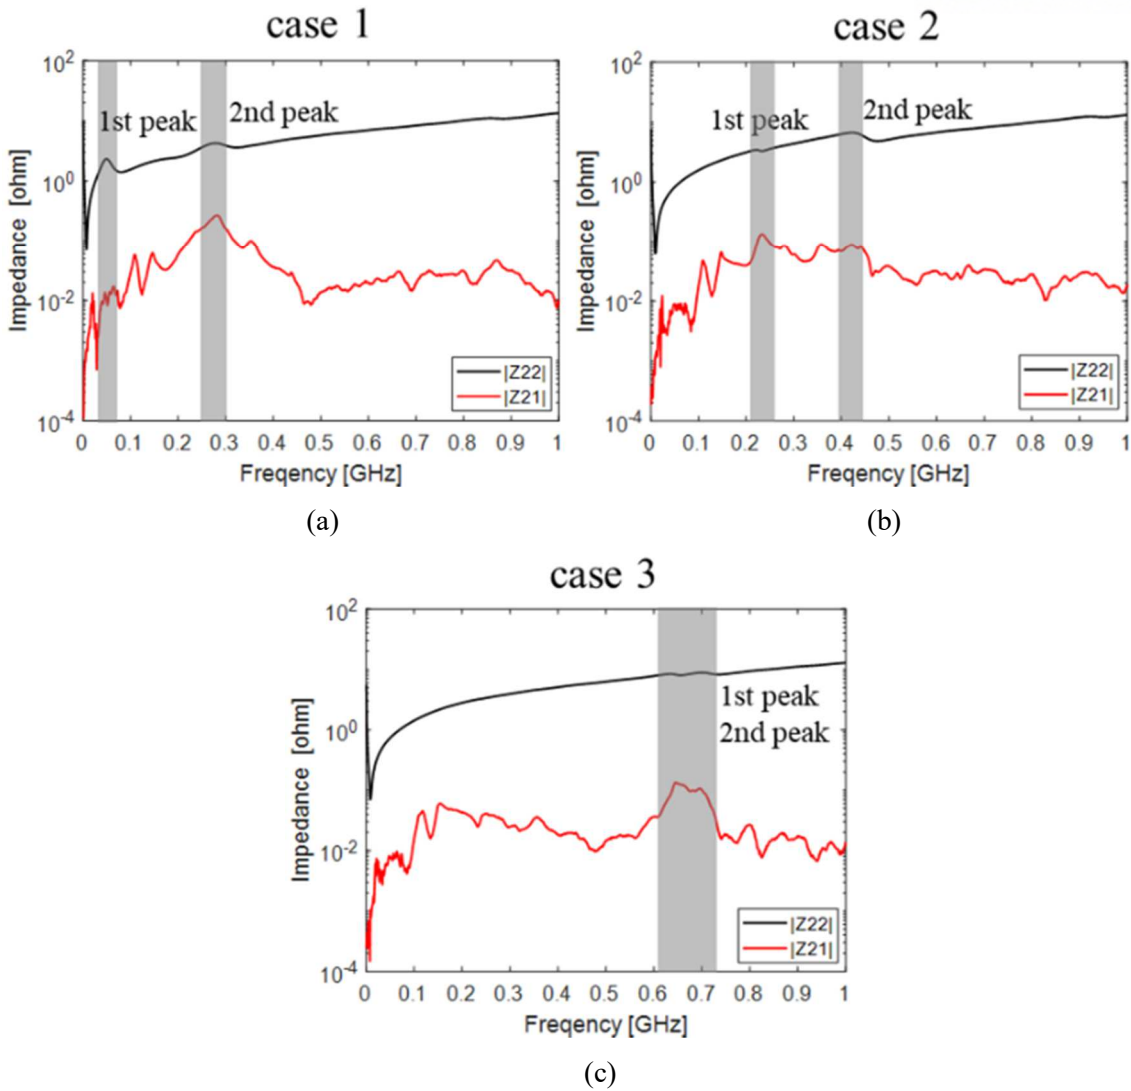 case 1
10^2
10^0
10^-2
10^-4
Impedance [ohm]
1st peak
2nd peak
|Z22|
|Z21|
0 0.1 0.2 0.3 0.4 0.5 0.6 0.7 0.8 0.9 1
Freqency [GHz]
(a)
case 2
10^2
10^0
10^-2
10^-4
Impedance [ohm]
1st peak
2nd peak
|Z22|
|Z21|
0 0.1 0.2 0.3 0.4 0.5 0.6 0.7 0.8 0.9 1
Freqency [GHz]
(b)
case 3
10^2
10^0
10^-2
10^-4
Impedance [ohm]
1st peak
2nd peak
|Z22|
|Z21|
0 0.1 0.2 0.3 0.4 0.5 0.6 0.7 0.8 0.9 1
Freqency [GHz]
(c)